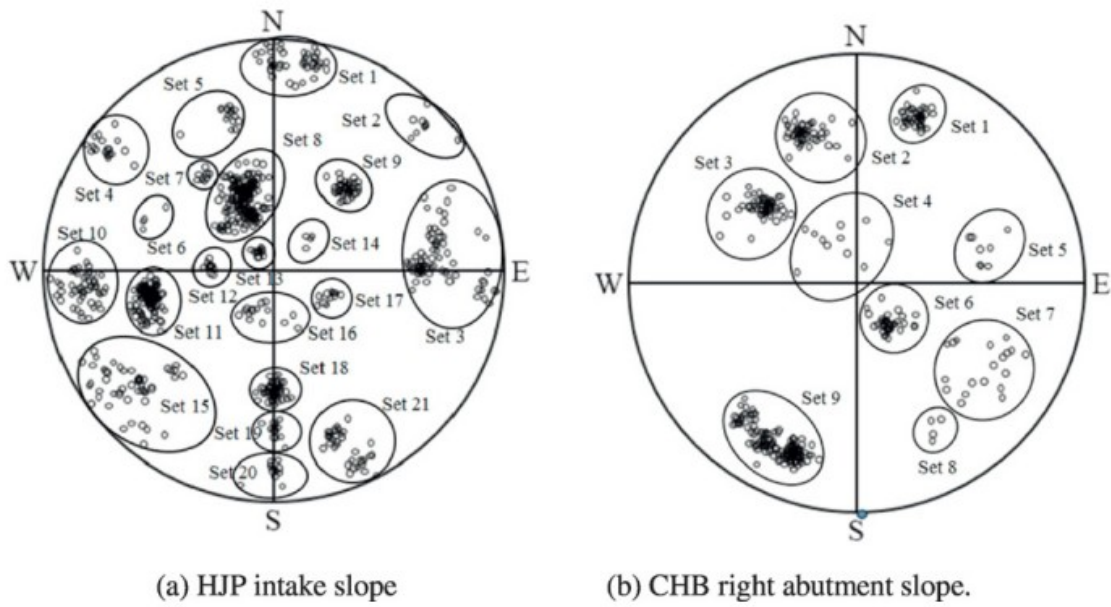 N
Set 5
Set 1
Set 2
Set 8
Set 9
Set 7
Set 4
Set 14
Set 6
Set 10
W
E
Set 13
Set 12
Set 17
Set 11
Set 16
Set 3
Set 18
Set 15
Set 21
Set 19
Set 20
S
(a) HJP intake slope
N
Set 1
Set 2
Set 3
Set 4
Set 5
W
E
Set 6
Set 7
Set 9
Set 8
S
(b) CHB right abutment slope.